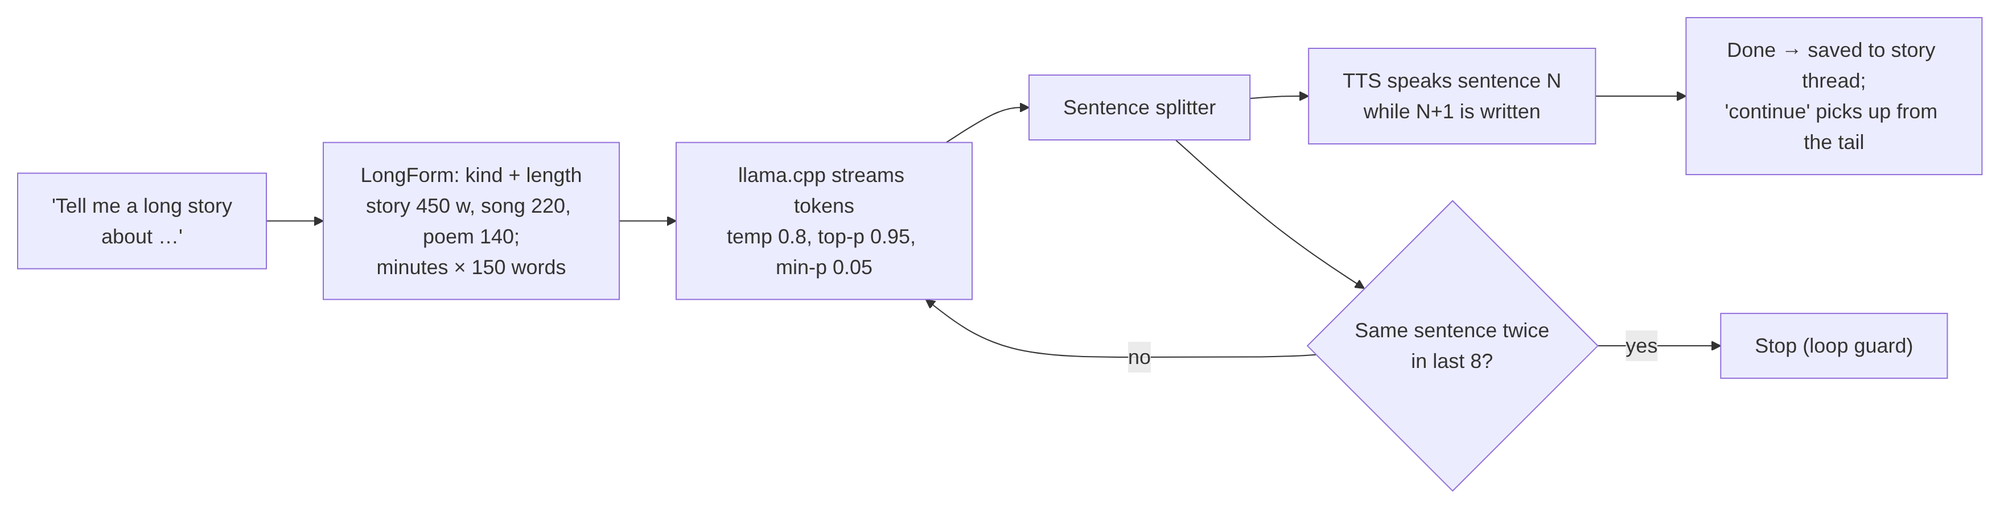 'Tell me a long story
about …'
LongForm: kind + length
story 450 w, song 220,
poem 140;
minutes × 150 words
llama.cpp streams
tokens
temp 0.8, top-p 0.95,
min-p 0.05
Sentence splitter
TTS speaks sentence N
while N+1 is written
Done → saved to story
thread;
'continue' picks up from
the tail
Same sentence twice
in last 8?
no
yes
Stop (loop guard)